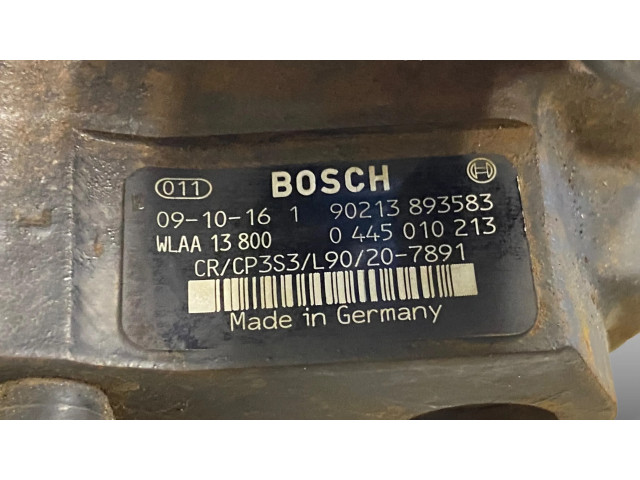 011 BOSCH
09-10-16 1 90213 893583
WLAA 13 800 0 445 010 213
CR/CP3S3/L90/20-7891
Made in Germany